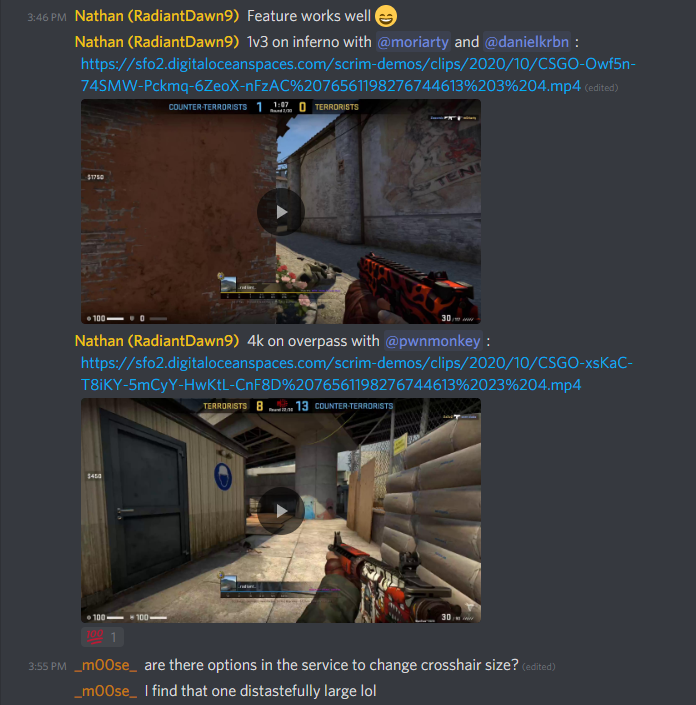 3:46 PM Nathan (RadiantDawn9) Feature works well
Nathan (RadiantDawn9) 1v3 on inferno with @moriarty and @danielkrbn :
https://sfo2.digitaloceanspaces.com/scrim-demos/clips/2020/10/CSGO-Owf5n-
74SMW-Pckmq-6ZeoX-nFzAC%2076561198276744613%203%204.mp4 (edited)
COUNTER-TERRORISTS 1 1:07 0 TERRORISTS
$1750
100 0
30
Nathan (RadiantDawn9) 4k on overpass with @pwnmonkey :
https://sfo2.digitaloceanspaces.com/scrim-demos/clips/2020/10/CSGO-xsKaC-
T8iKY-5mCyY-HwKtL-CnF8D%2076561198276744613%2023%204.mp4
TERRORISTS 8 13 COUNTER-TERRORISTS
$450
100 100
30
100 1
3:55 PM _m00se_ are there options in the service to change crosshair size? (edited)
_m00se_ I find that one distastefully large lol